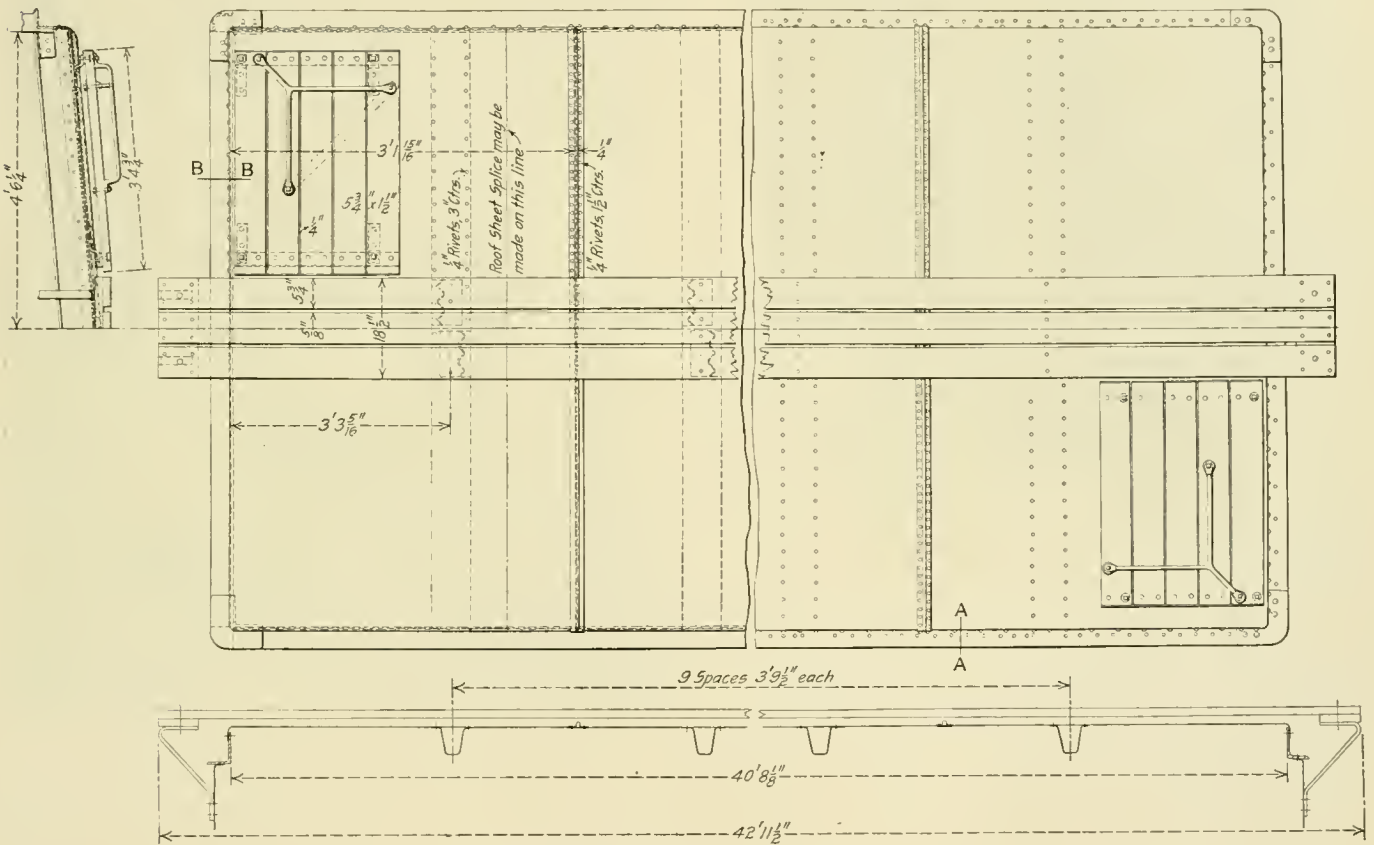 4'6¼"
3'4¾"
B B
3'1 15/16"
¼"
5¾" x 1½"
¼"
¼" Rivets, 3" Ctrs.
Roof Sheet Splice may be
made on this line
¼" Rivets, 1½" Ctrs.
5¾"
5/8"
18½"
3'3 5/16"
A
A
9 Spaces 3'9½" each
40'8⅛"
42'11½"